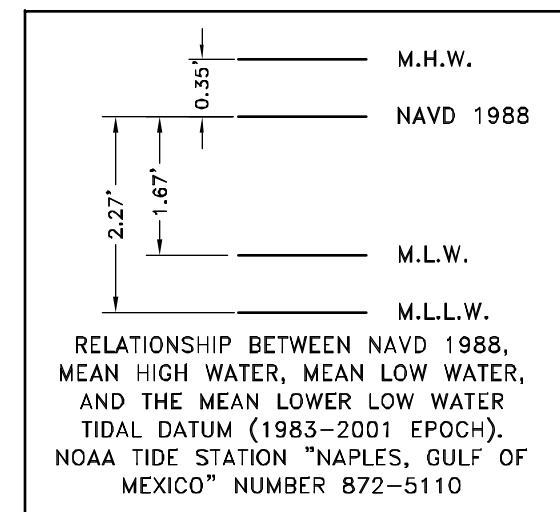 M.H.W.
0.35'
NAVD 1988
2.27'
1.67'
M.L.W.
M.L.L.W.
RELATIONSHIP BETWEEN NAVD 1988,
MEAN HIGH WATER, MEAN LOW WATER,
AND THE MEAN LOWER LOW WATER
TIDAL DATUM (1983-2001 EPOCH).
NOAA TIDE STATION "NAPLES, GULF OF
MEXICO" NUMBER 872-5110